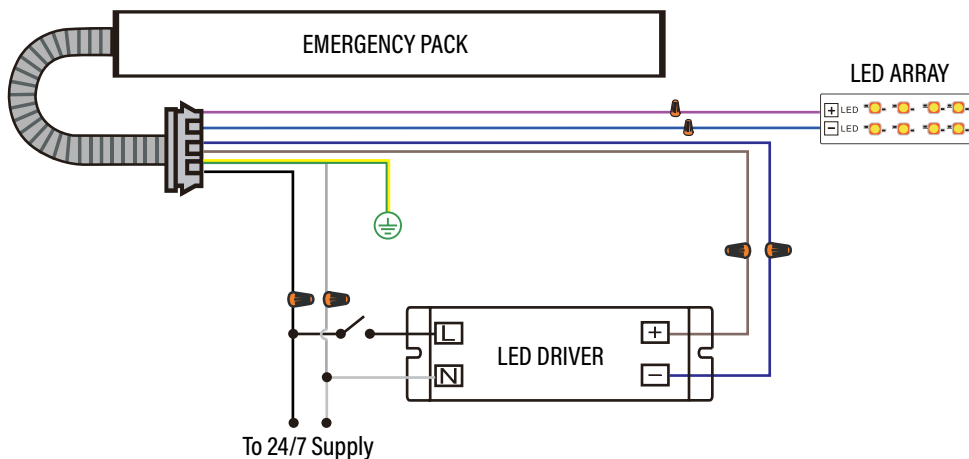 EMERGENCY PACK
LED ARRAY
+ LED
− LED
L
+
LED DRIVER
N
−
To 24/7 Supply